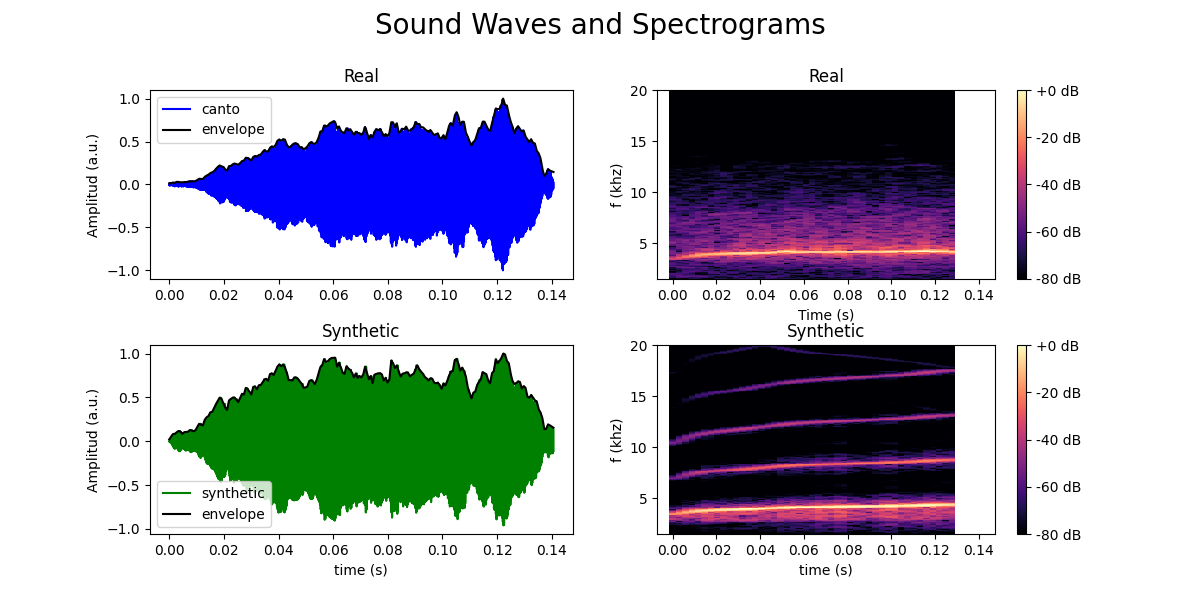 Sound Waves and Spectrograms
Real
canto
envelope
1.0
0.5
0.0
−0.5
−1.0
Amplitud (a.u.)
0.00 0.02 0.04 0.06 0.08 0.10 0.12 0.14
Real
20
15
10
5
f (khz)
0.00 0.02 0.04 0.06 0.08 0.10 0.12 0.14
Time (s)
+0 dB
-20 dB
-40 dB
-60 dB
-80 dB
Synthetic
1.0
0.5
0.0
−0.5
−1.0
Amplitud (a.u.)
synthetic
envelope
0.00 0.02 0.04 0.06 0.08 0.10 0.12 0.14
time (s)
Synthetic
20
15
10
5
f (khz)
0.00 0.02 0.04 0.06 0.08 0.10 0.12 0.14
time (s)
+0 dB
-20 dB
-40 dB
-60 dB
-80 dB